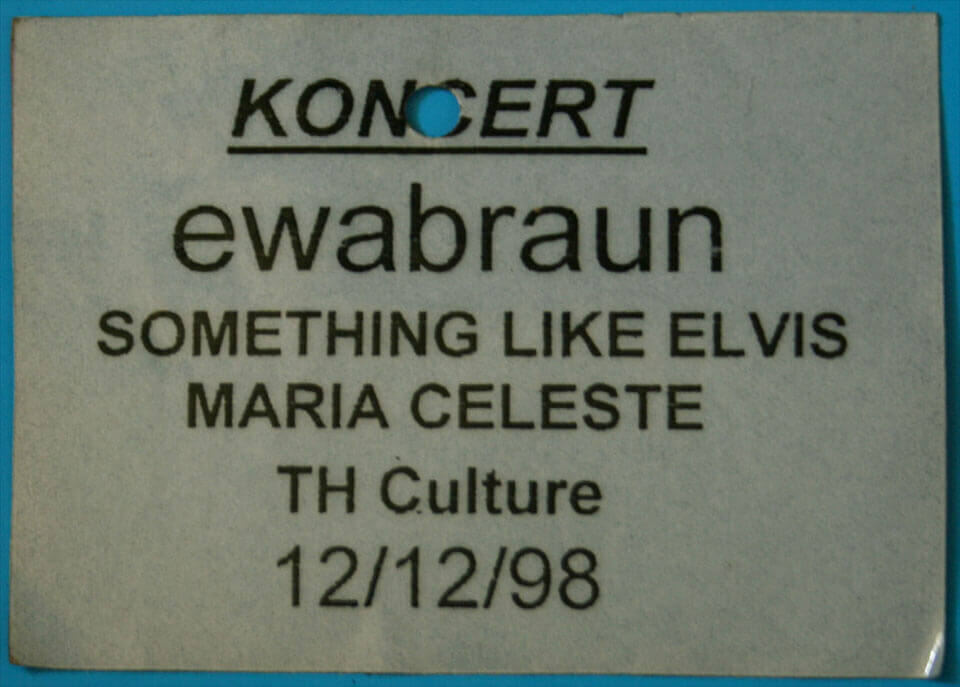 KONCERT
ewabraun
SOMETHING LIKE ELVIS
MARIA CELESTE
TH Culture
12/12/98